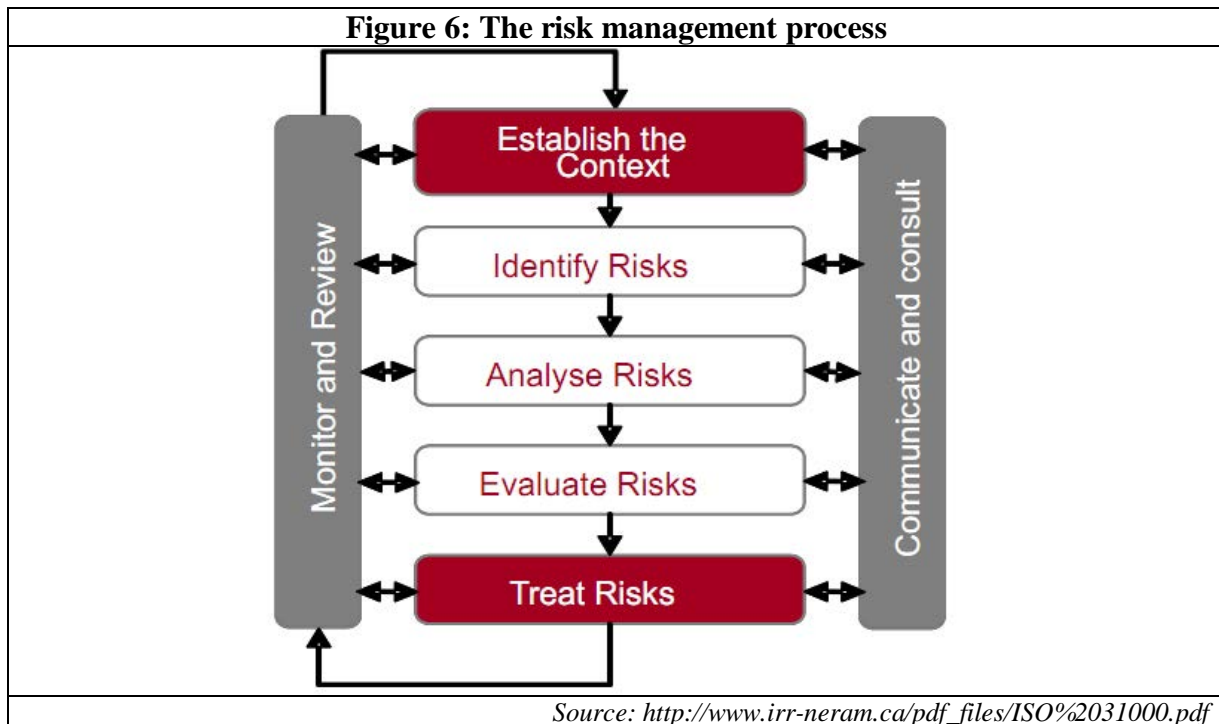 Figure 6: The risk management process
Establish the
Context
Identify Risks
Analyse Risks
Evaluate Risks
Treat Risks
Monitor and Review
Communicate and consult
Source: http://www.irr-neram.ca/pdf_files/ISO%2031000.pdf